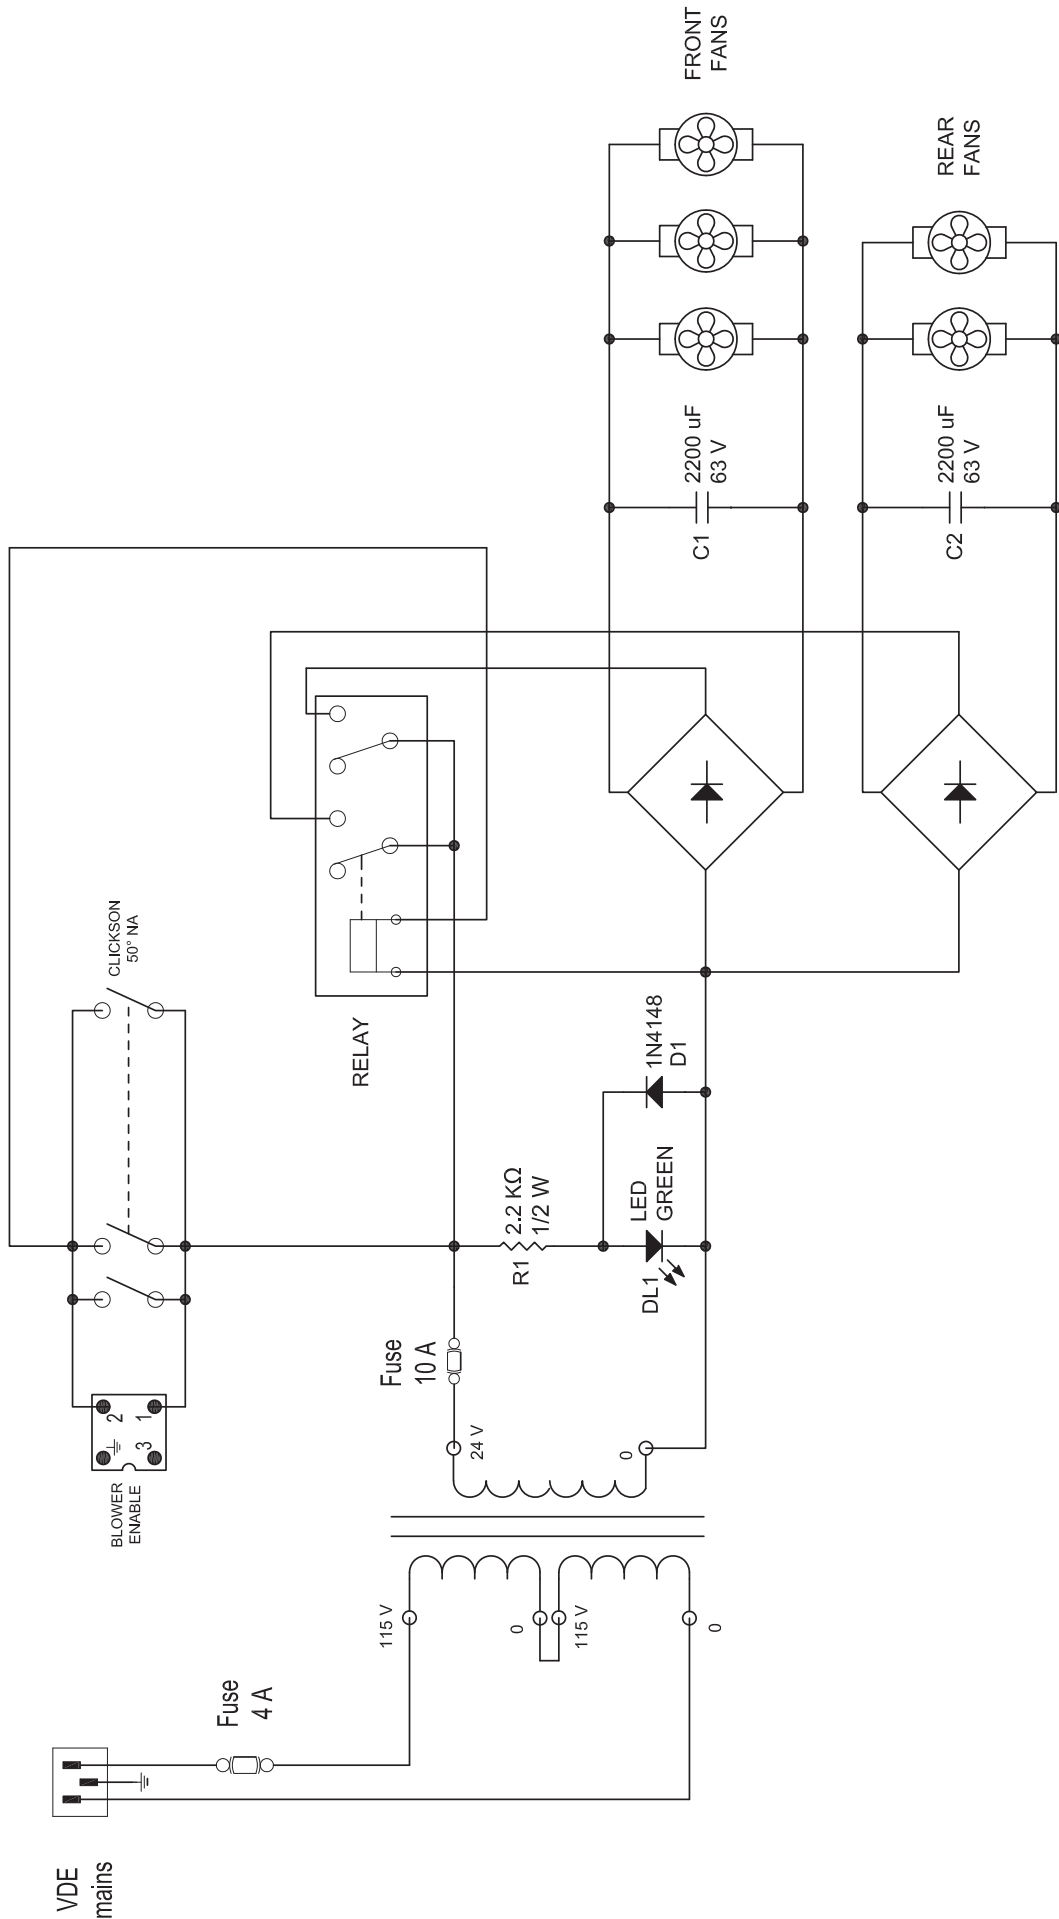 VDE
mains
Fuse
4 A
115 V
0
115 V
0
BLOWER
ENABLE
2
1
3
CLICKSON
50° NA
24 V
0
Fuse
10 A
R1
2.2 KΩ
1/2 W
DL1
LED
GREEN
1N4148
D1
RELAY
C1
2200 uF
63 V
FRONT
FANS
C2
2200 uF
63 V
REAR
FANS